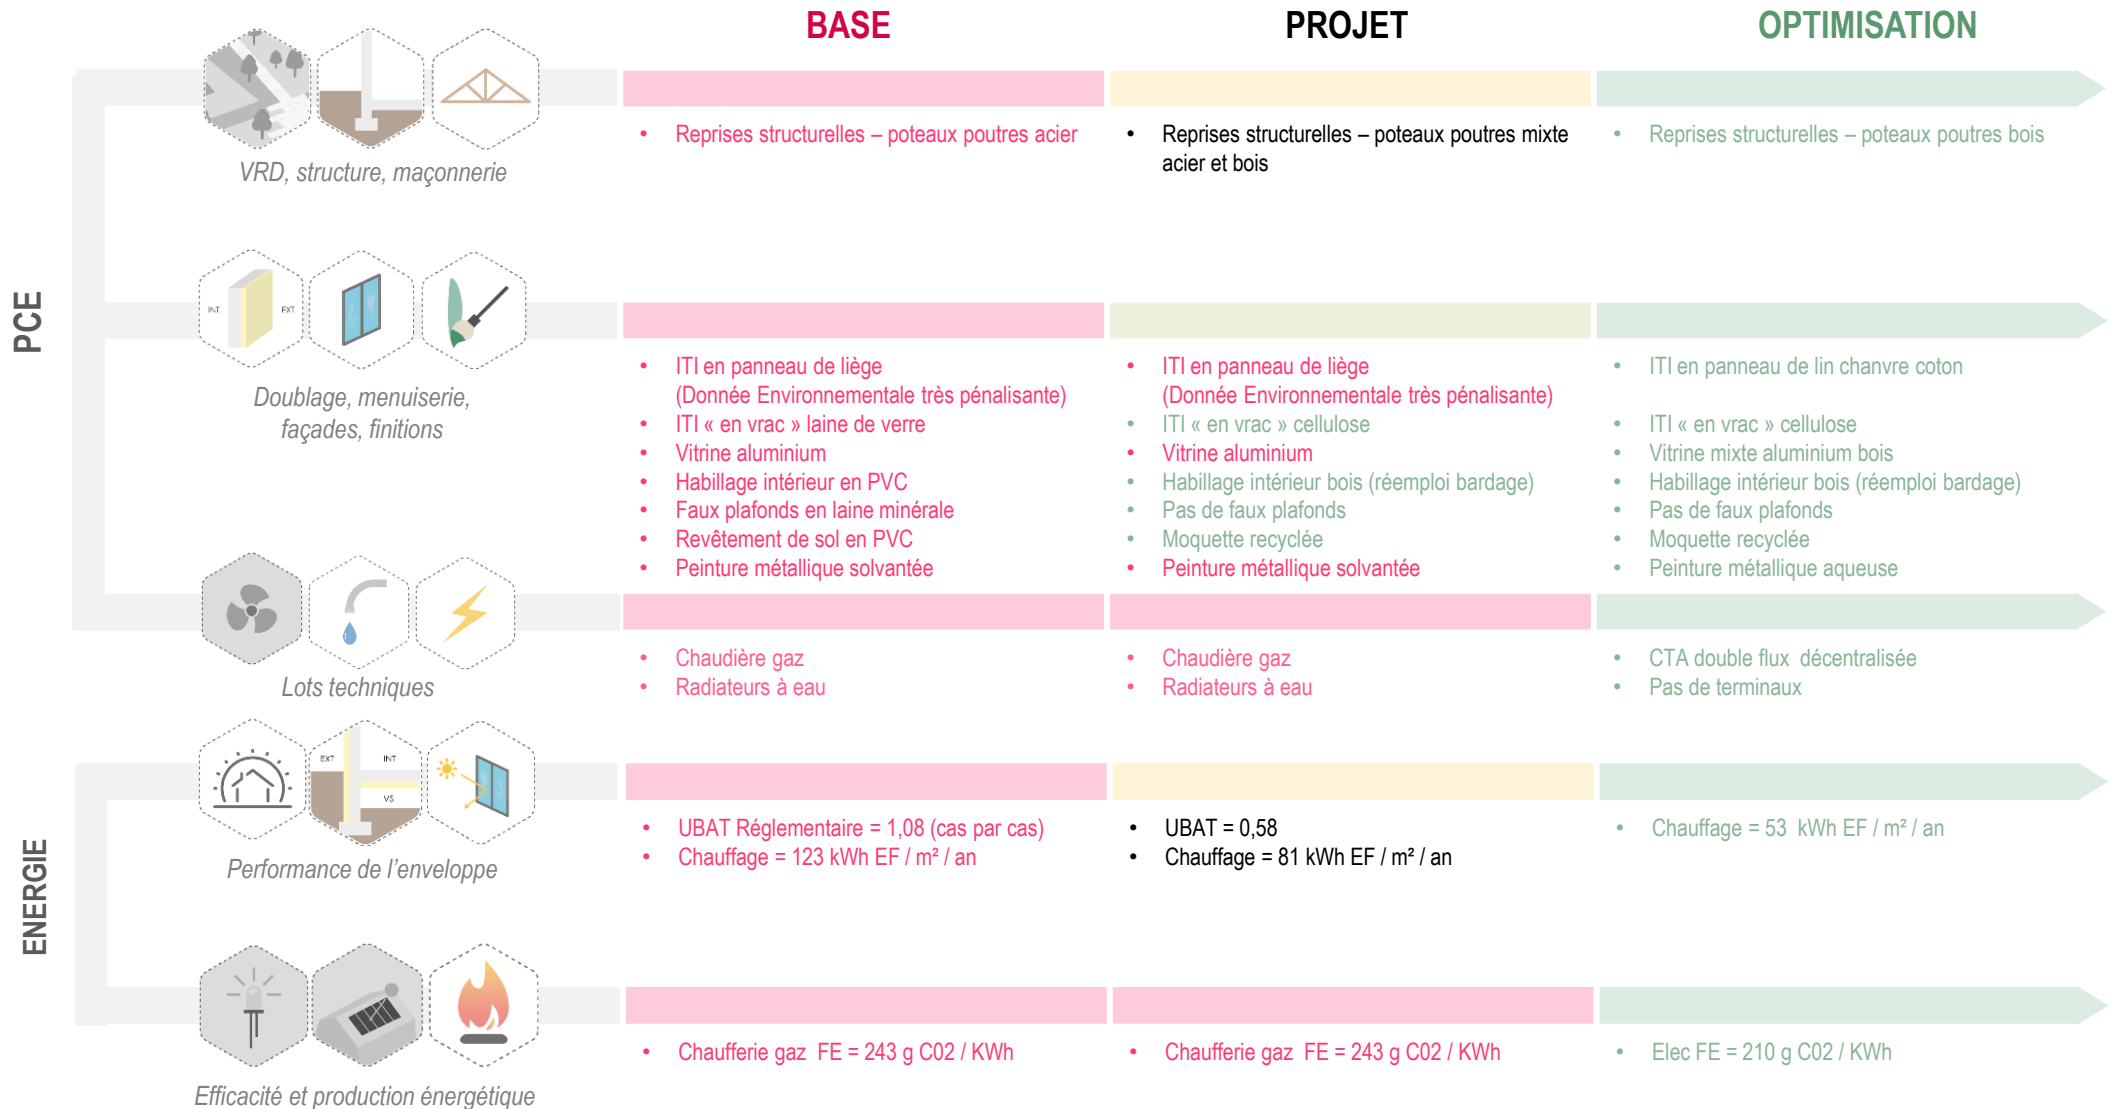 BASE
PROJET
OPTIMISATION
PCE
VRD, structure, maçonnerie
• Reprises structurelles – poteaux poutres acier
• Reprises structurelles – poteaux poutres mixte
acier et bois
• Reprises structurelles – poteaux poutres bois
INT
EXT
Doublage, menuiserie,
façades, finitions
• ITI en panneau de liège
(Donnée Environnementale très pénalisante)
• ITI « en vrac » laine de verre
• Vitrine aluminium
• Habillage intérieur en PVC
• Faux plafonds en laine minérale
• Revêtement de sol en PVC
• Peinture métallique solvantée
• ITI en panneau de liège
(Donnée Environnementale très pénalisante)
• ITI « en vrac » cellulose
• Vitrine aluminium
• Habillage intérieur bois (réemploi bardage)
• Pas de faux plafonds
• Moquette recyclée
• Peinture métallique solvantée
• ITI en panneau de lin chanvre coton
• ITI « en vrac » cellulose
• Vitrine mixte aluminium bois
• Habillage intérieur bois (réemploi bardage)
• Pas de faux plafonds
• Moquette recyclée
• Peinture métallique aqueuse
Lots techniques
• Chaudière gaz
• Radiateurs à eau
• Chaudière gaz
• Radiateurs à eau
• CTA double flux décentralisée
• Pas de terminaux
ENERGIE
EXT
INT
VS
Performance de l'enveloppe
• UBAT Réglementaire = 1,08 (cas par cas)
• Chauffage = 123 kWh EF / m² / an
• UBAT = 0,58
• Chauffage = 81 kWh EF / m² / an
• Chauffage = 53 kWh EF / m² / an
Efficacité et production énergétique
• Chaufferie gaz FE = 243 g C02 / KWh
• Chaufferie gaz FE = 243 g C02 / KWh
• Elec FE = 210 g C02 / KWh